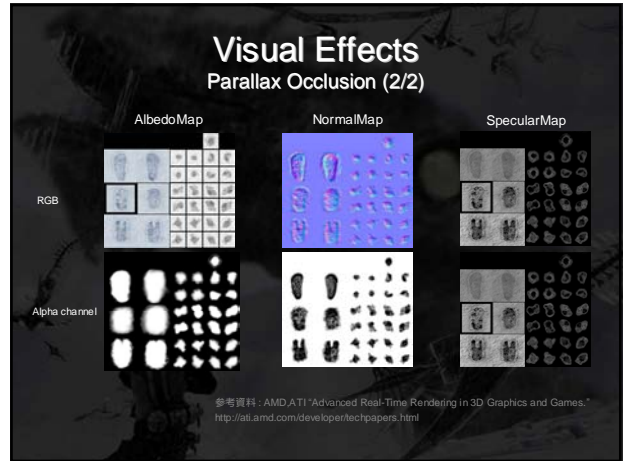 Visual Effects
Parallax Occlusion (2/2)
AlbedoMap NormalMap SpecularMap
RGB
Alpha channel
参考資料 : AMD,ATI “Advanced Real-Time Rendering in 3D Graphics and Games.”
http://ati.amd.com/developer/techpapers.html